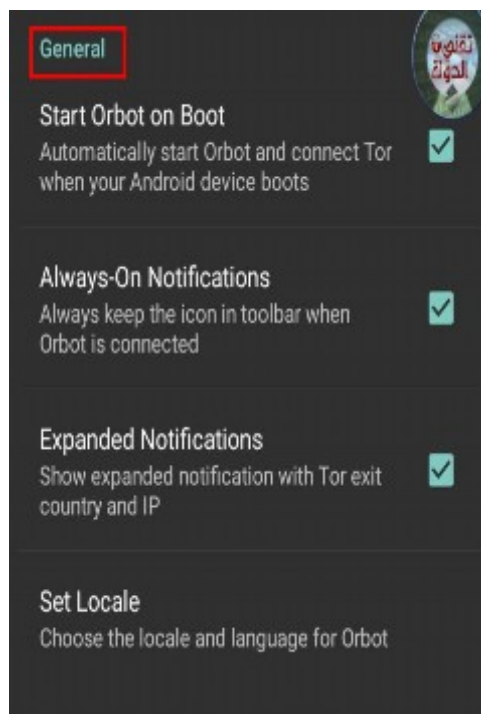 General
تقني
الدولة
Start Orbot on Boot
Automatically start Orbot and connect Tor
when your Android device boots
Always-On Notifications
Always keep the icon in toolbar when
Orbot is connected
Expanded Notifications
Show expanded notification with Tor exit
country and IP
Set Locale
Choose the locale and language for Orbot